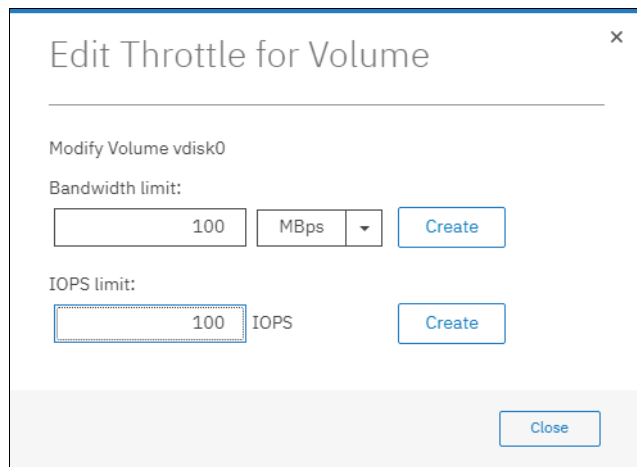 Edit Throttle for Volume
×
Modify Volume vdisk0
Bandwidth limit:
100 MBps Create
IOPS limit:
100 IOPS Create
Close